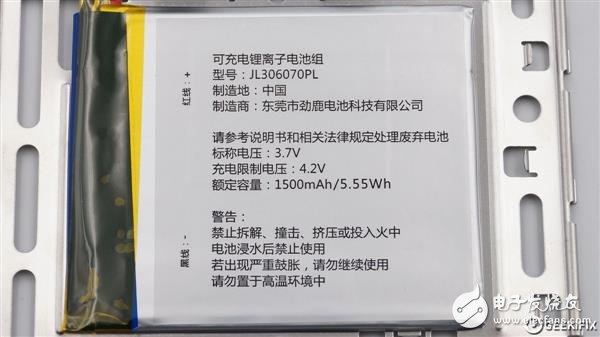 可充电锂离子电池组
型号：JL306070PL
制造地：中国
制造商：东莞市劲鹿电池科技有限公司
请参考说明书和相关法律规定处理废弃电池
标称电压：3.7V
充电限制电压：4.2V
额定容量：1500mAh/5.55Wh
警告：
禁止拆解、撞击、挤压或投入火中
电池浸水后禁止使用
若出现严重鼓胀，请勿继续使用
请勿置于高温环境中
红线：+
黑线：-
电子发烧友
www.elecfans.com
GEEKIFIX